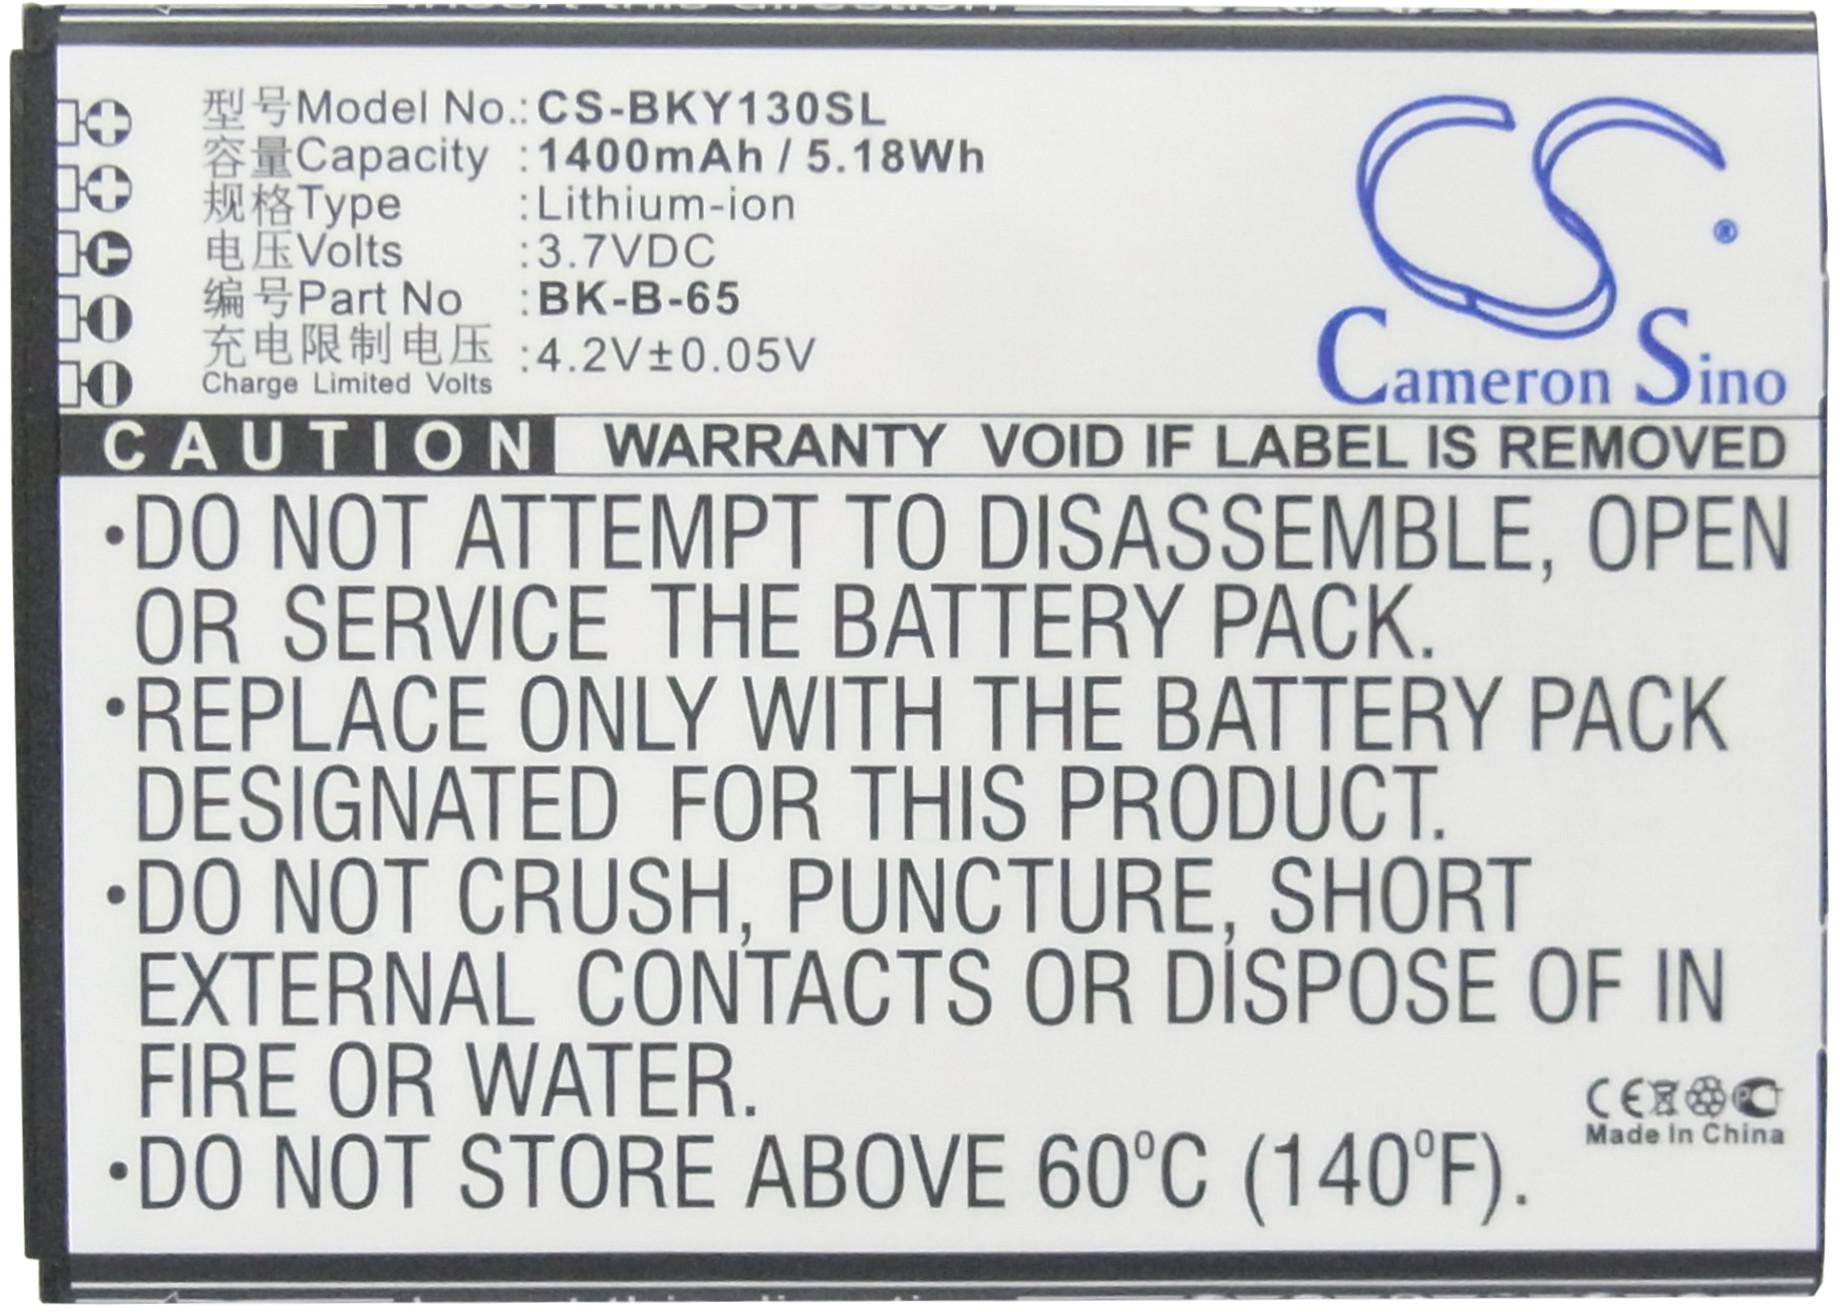 Insert this direction
型号Model No.:CS-BKY130SL
容量Capacity :1400mAh / 5.18Wh
规格Type :Lithium-ion
电压Volts :3.7VDC
编号Part No :BK-B-65
充电限制电压 :4.2V±0.05V
Charge Limited Volts
®
Cameron Sino
CAUTION WARRANTY VOID IF LABEL IS REMOVED
•DO NOT ATTEMPT TO DISASSEMBLE, OPEN
OR SERVICE THE BATTERY PACK.
•REPLACE ONLY WITH THE BATTERY PACK
DESIGNATED FOR THIS PRODUCT.
•DO NOT CRUSH, PUNCTURE, SHORT
EXTERNAL CONTACTS OR DISPOSE OF IN
FIRE OR WATER.
CE
Made In China
•DO NOT STORE ABOVE 60°C (140°F).